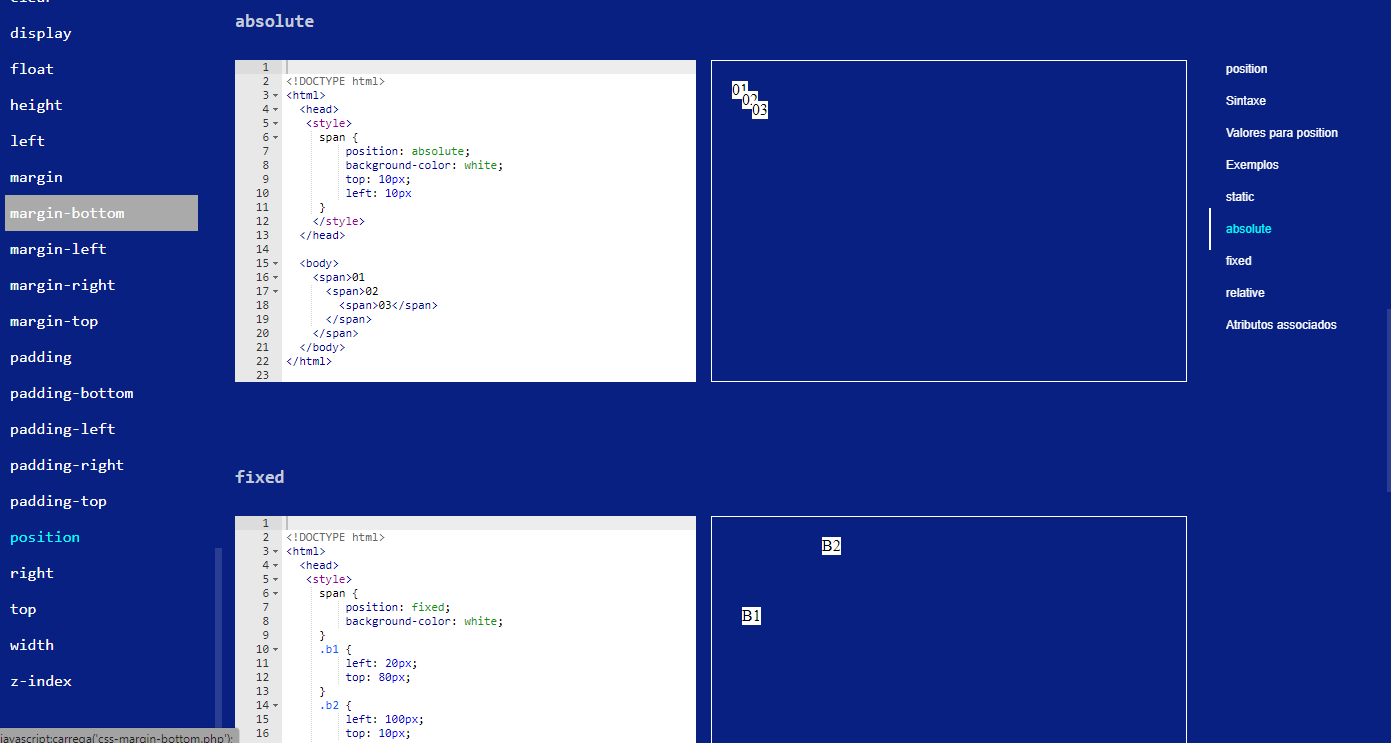 clear
display
float
height
left
margin
margin-bottom
margin-left
margin-right
margin-top
padding
padding-bottom
padding-left
padding-right
padding-top
position
right
top
width
z-index
javascript:carrega('css-margin-bottom.php');
absolute
1
2 <!DOCTYPE html>
3 <html>
4 <head>
5 <style>
6 span {
7 position: absolute;
8 background-color: white;
9 top: 10px;
10 left: 10px
11 }
12 </style>
13 </head>
14
15 <body>
16 <span>01
17 <span>02
18 <span>03</span>
19 </span>
20 </span>
21 </body>
22 </html>
23
01
02
03
fixed
1
2 <!DOCTYPE html>
3 <html>
4 <head>
5 <style>
6 span {
7 position: fixed;
8 background-color: white;
9 }
10 .b1 {
11 left: 20px;
12 top: 80px;
13 }
14 .b2 {
15 left: 100px;
16 top: 10px;
B2
B1
position
Sintaxe
Valores para position
Exemplos
static
absolute
fixed
relative
Atributos associados